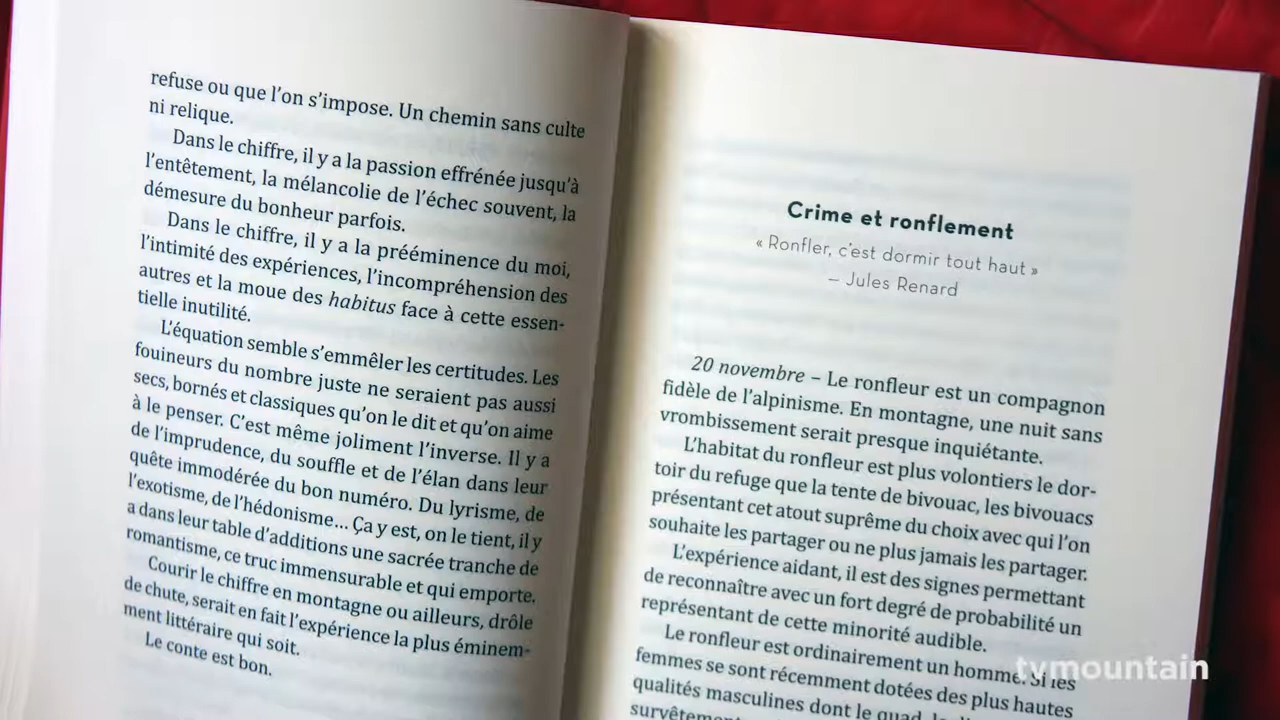 refuse ou que l'on s'impose. Un chemin sans culte
ni relique.
Dans le chiffre, il y a la passion effrénée jusqu'à
l'entêtement, la mélancolie de l'échec souvent, la
démesure du bonheur parfois.
Dans le chiffre, il y a la prééminence du moi,
l'intimité des expériences, l'incompréhension des
autres et la moue des habitus face à cette essen-
tielle inutilité.
L'équation semble s'emmêler les certitudes. Les
fouineurs du nombre juste ne seraient pas aussi
secs, bornés et classiques qu'on le dit et qu'on aime
à le penser. C'est même joliment l'inverse. Il y a
de l'imprudence, du souffle et de l'élan dans leur
quête immodérée du bon numéro. Du lyrisme, de
l'exotisme, de l'hédonisme… Ça y est, on le tient, il y
a dans leur table d'additions une sacrée tranche de
romantisme, ce truc immensurable et qui emporte.
Courir le chiffre en montagne ou ailleurs, drôle
de chute, serait en fait l'expérience la plus éminem-
ment littéraire qui soit.
Le conte est bon.
Crime et ronflement
« Ronfler, c'est dormir tout haut »
— Jules Renard
20 novembre – Le ronfleur est un compagnon
fidèle de l'alpinisme. En montagne, une nuit sans
vrombissement serait presque inquiétante.
L'habitat du ronfleur est plus volontiers le dor-
toir du refuge que la tente de bivouac, les bivouacs
présentant cet atout suprême du choix avec qui l'on
souhaite les partager ou ne plus jamais les partager.
L'expérience aidant, il est des signes permettant
de reconnaître avec un fort degré de probabilité un
représentant de cette minorité audible.
Le ronfleur est ordinairement un homme. Si les
femmes se sont récemment dotées des plus hautes
qualités masculines dont le quad, le
survêtement
tvmountain